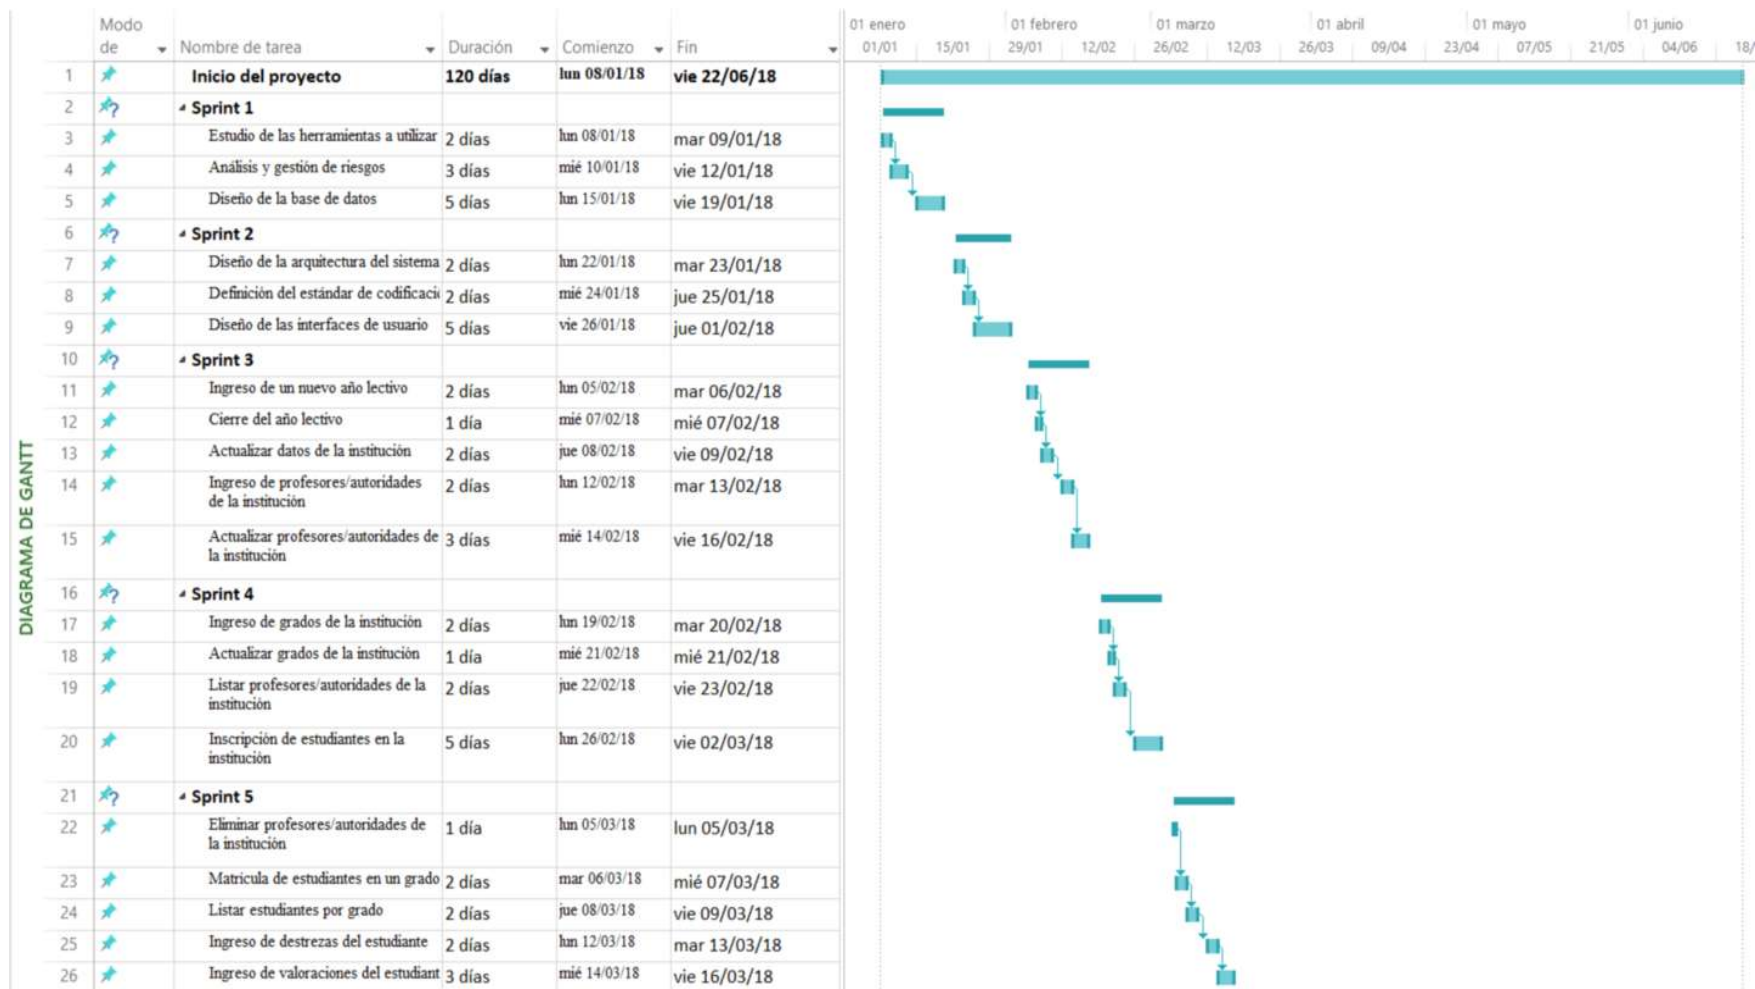 DIAGRAMA DE GANTT
Modo de Nombre de tarea Duración Comienzo Fin
01 enero 01 febrero 01 marzo 01 abril 01 mayo 01 junio
01/01 15/01 29/01 12/02 26/02 12/03 26/03 09/04 23/04 07/05 21/05 04/06 18/
1 Inicio del proyecto 120 días lun 08/01/18 vie 22/06/18
2 ? Sprint 1
3 Estudio de las herramientas a utilizar 2 días lun 08/01/18 mar 09/01/18
4 Análisis y gestión de riesgos 3 días mié 10/01/18 vie 12/01/18
5 Diseño de la base de datos 5 días lun 15/01/18 vie 19/01/18
6 ? Sprint 2
7 Diseño de la arquitectura del sistema 2 días lun 22/01/18 mar 23/01/18
8 Definición del estándar de codificació 2 días mié 24/01/18 jue 25/01/18
9 Diseño de las interfaces de usuario 5 días vie 26/01/18 jue 01/02/18
10 ? Sprint 3
11 Ingreso de un nuevo año lectivo 2 días lun 05/02/18 mar 06/02/18
12 Cierre del año lectivo 1 día mié 07/02/18 mié 07/02/18
13 Actualizar datos de la institución 2 días jue 08/02/18 vie 09/02/18
14 Ingreso de profesores/autoridades 2 días lun 12/02/18 mar 13/02/18
de la institución
15 Actualizar profesores/autoridades de 3 días mié 14/02/18 vie 16/02/18
la institución
16 ? Sprint 4
17 Ingreso de grados de la institución 2 días lun 19/02/18 mar 20/02/18
18 Actualizar grados de la institución 1 día mié 21/02/18 mié 21/02/18
19 Listar profesores/autoridades de la 2 días jue 22/02/18 vie 23/02/18
institución
20 Inscripción de estudiantes en la 5 días lun 26/02/18 vie 02/03/18
institución
21 ? Sprint 5
22 Eliminar profesores/autoridades de 1 día lun 05/03/18 lun 05/03/18
la institución
23 Matricula de estudiantes en un grado 2 días mar 06/03/18 mié 07/03/18
24 Listar estudiantes por grado 2 días jue 08/03/18 vie 09/03/18
25 Ingreso de destrezas del estudiante 2 días lun 12/03/18 mar 13/03/18
26 Ingreso de valoraciones del estudiant 3 días mié 14/03/18 vie 16/03/18